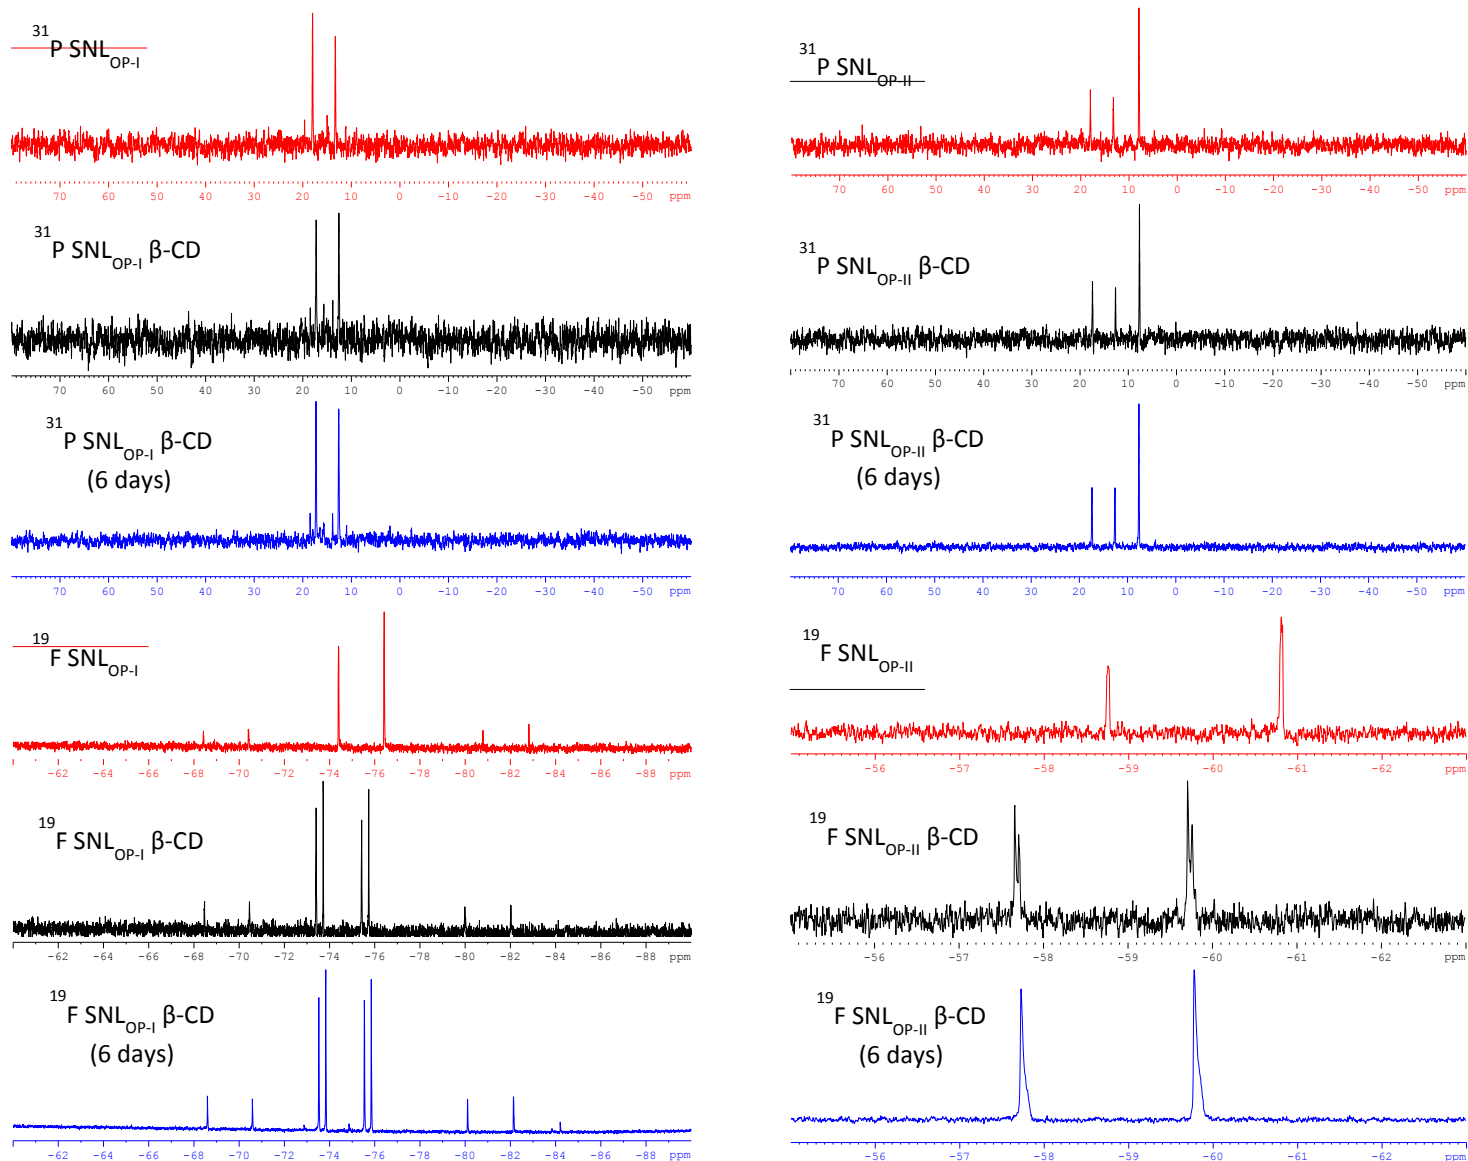 31P SNLOP-I
70 60 50 40 30 20 10 0 -10 -20 -30 -40 -50 ppm
31P SNLOP-I β-CD
70 60 50 40 30 20 10 0 -10 -20 -30 -40 -50 ppm
31P SNLOP-I β-CD
(6 days)
70 60 50 40 30 20 10 0 -10 -20 -30 -40 -50 ppm
19F SNLOP-I
-62 -64 -66 -68 -70 -72 -74 -76 -78 -80 -82 -84 -86 -88 ppm
19F SNLOP-I β-CD
-62 -64 -66 -68 -70 -72 -74 -76 -78 -80 -82 -84 -86 -88 ppm
19F SNLOP-I β-CD
(6 days)
-62 -64 -66 -68 -70 -72 -74 -76 -78 -80 -82 -84 -86 -88 ppm
31P SNLOP-II
70 60 50 40 30 20 10 0 -10 -20 -30 -40 -50 ppm
31P SNLOP-II β-CD
70 60 50 40 30 20 10 0 -10 -20 -30 -40 -50 ppm
31P SNLOP-II β-CD
(6 days)
70 60 50 40 30 20 10 0 -10 -20 -30 -40 -50 ppm
19F SNLOP-II
-56 -57 -58 -59 -60 -61 -62 ppm
19F SNLOP-II β-CD
-56 -57 -58 -59 -60 -61 -62 ppm
19F SNLOP-II β-CD
(6 days)
-56 -57 -58 -59 -60 -61 -62 ppm